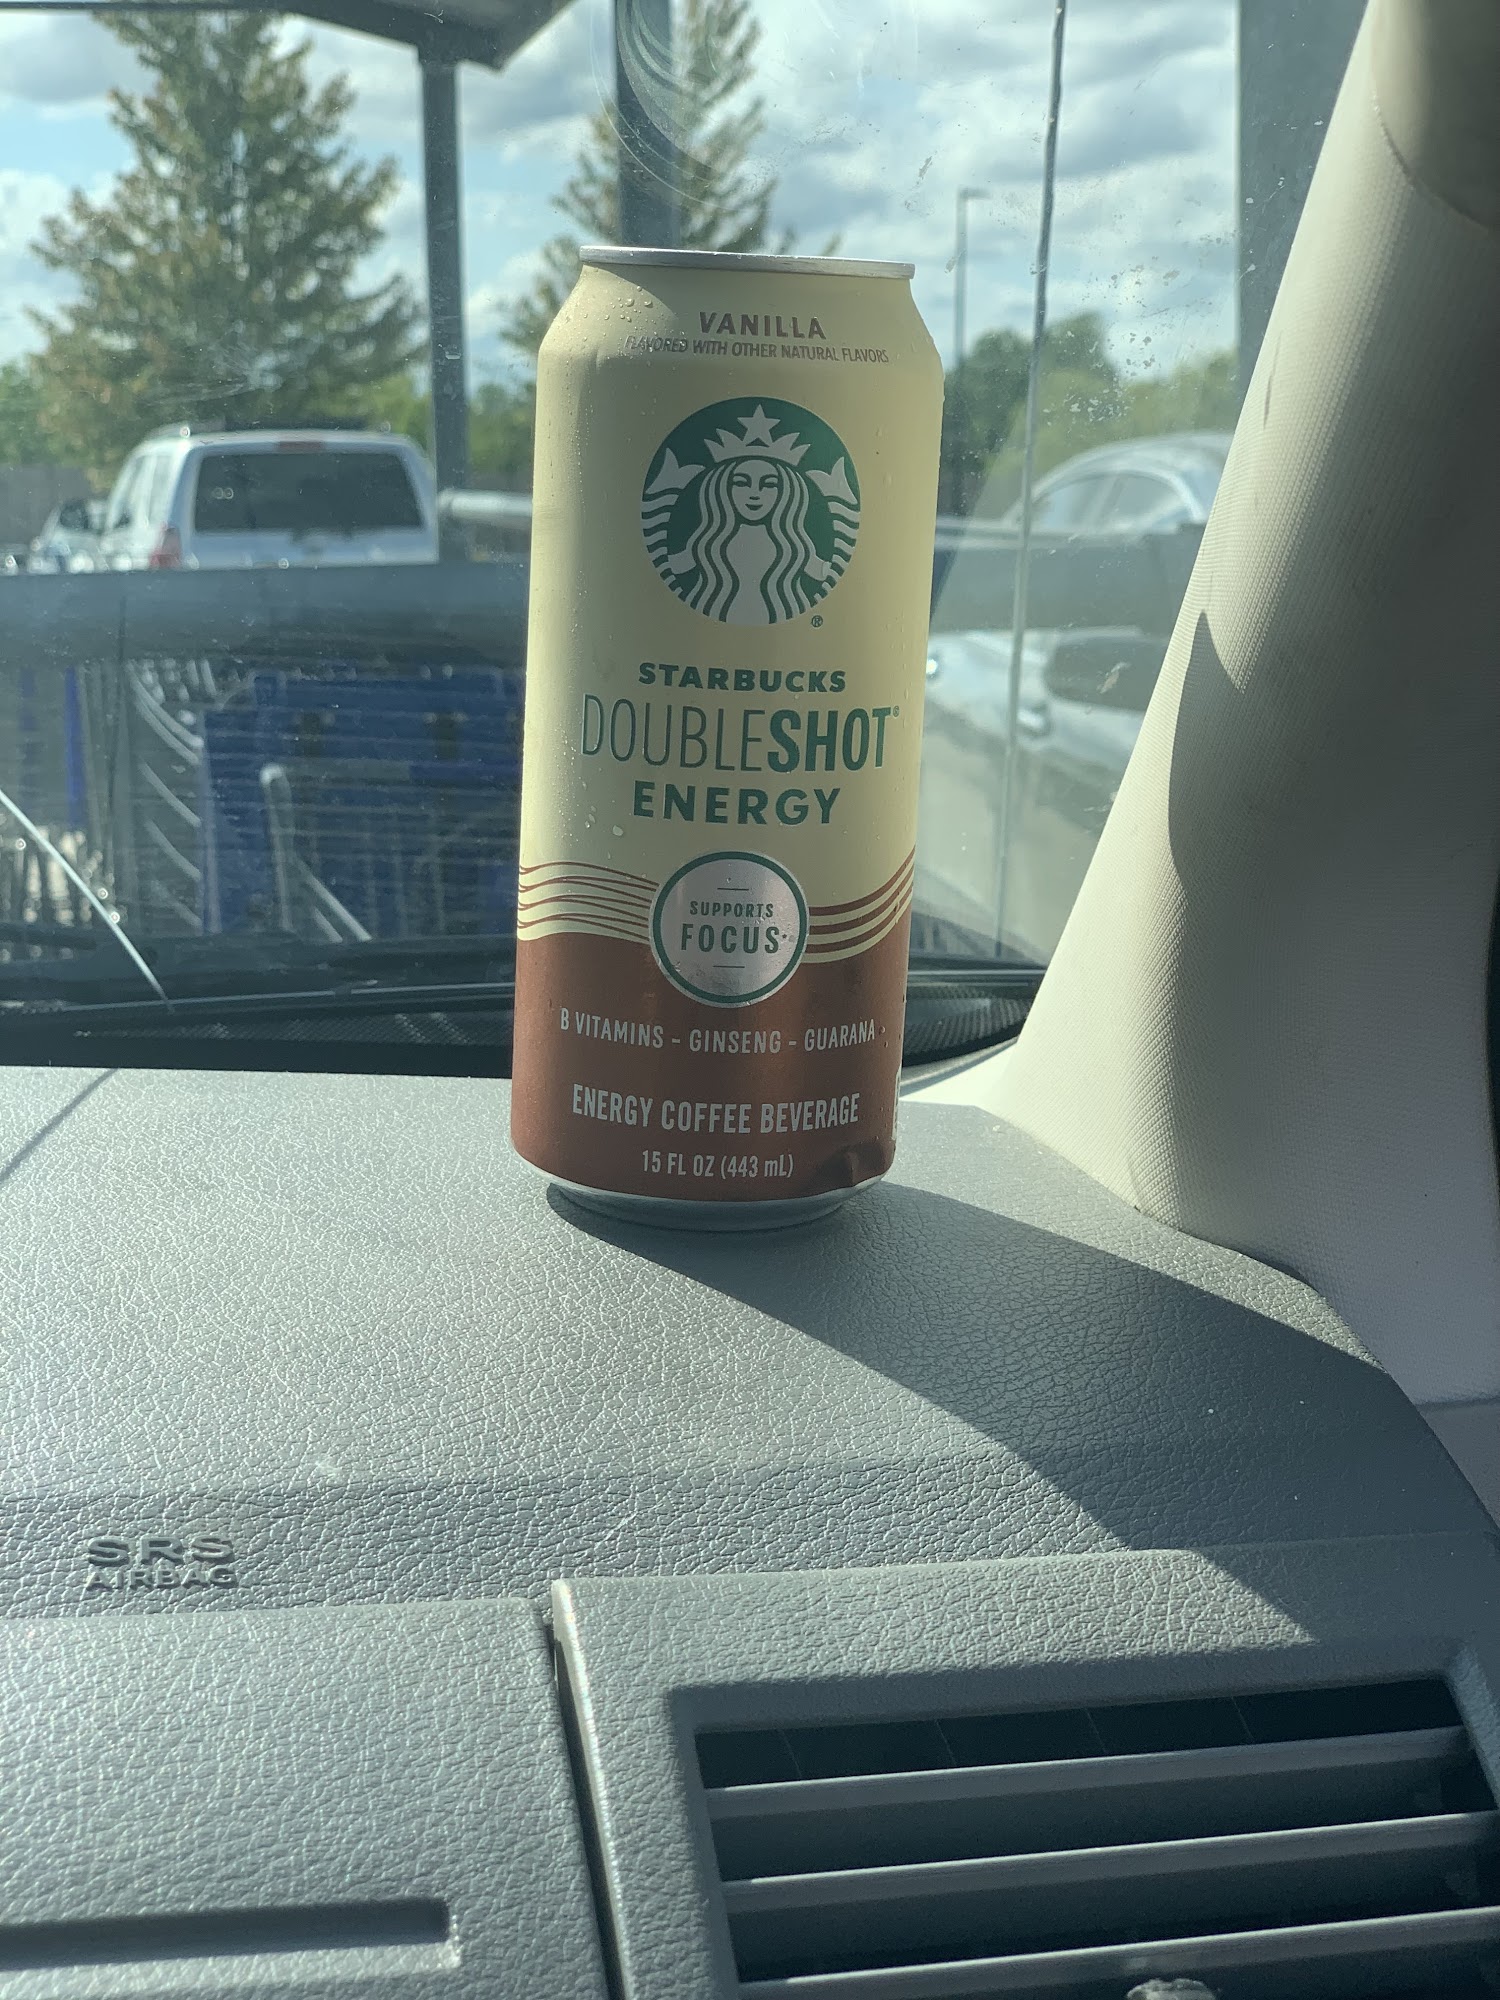 VANILLA
FLAVORED WITH OTHER NATURAL FLAVORS
®
STARBUCKS
DOUBLESHOT®
ENERGY
SUPPORTS
FOCUS*
B VITAMINS - GINSENG - GUARANA
ENERGY COFFEE BEVERAGE
15 FL OZ (443 mL)
SRS
AIRBAG